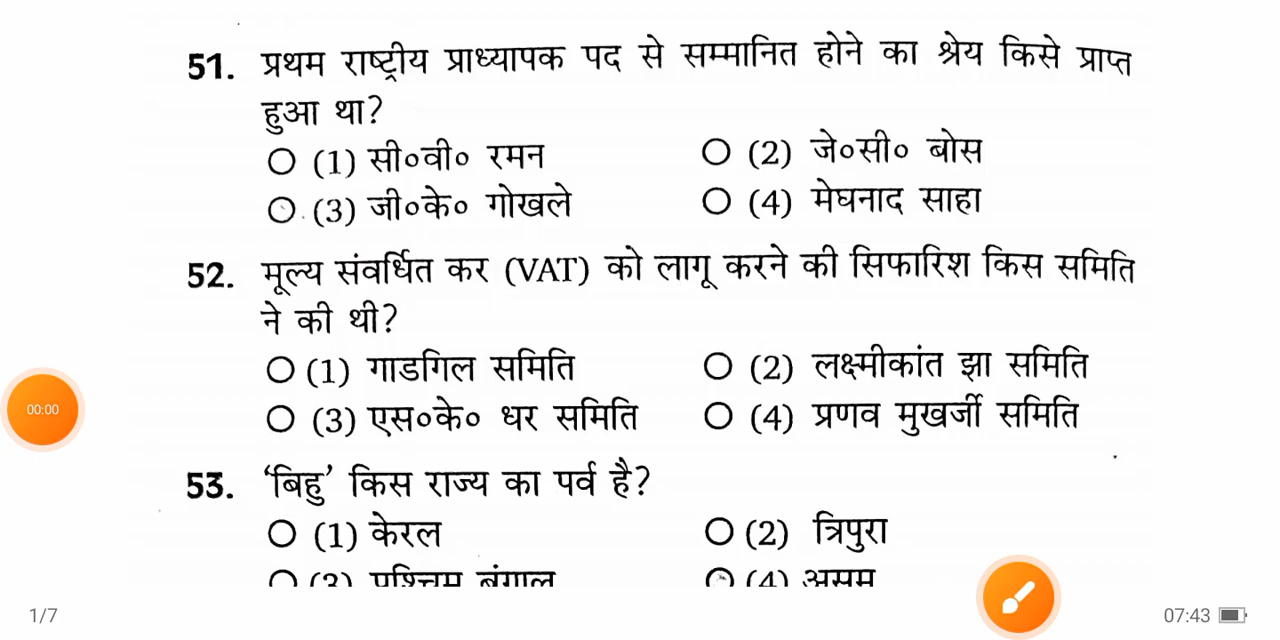 51. प्रथम राष्ट्रीय प्राध्यापक पद से सम्मानित होने का श्रेय किसे प्राप्त
हुआ था?
(1) सी०वी० रमन (2) जे०सी० बोस
(3) जी०के० गोखले (4) मेघनाद साहा
52. मूल्य संवर्धित कर (VAT) को लागू करने की सिफारिश किस समिति
ने की थी?
(1) गाडगिल समिति (2) लक्ष्मीकांत झा समिति
(3) एस०के० धर समिति (4) प्रणव मुखर्जी समिति
00:00
53. ‘बिहु’ किस राज्य का पर्व है?
(1) केरल (2) त्रिपुरा
(3) पश्चिम बंगाल (4) असम
1/7 07:43